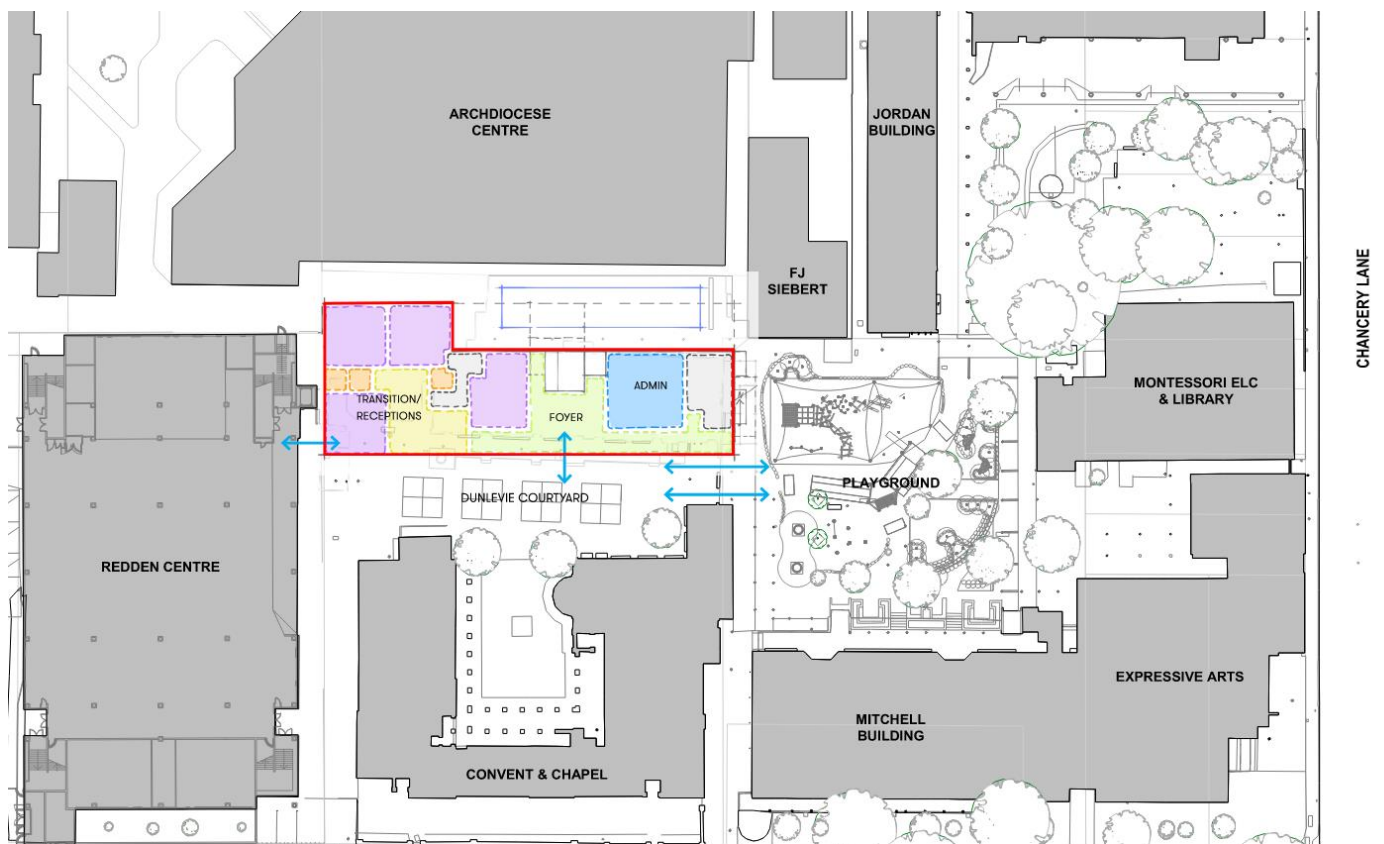 ARCHDIOCESE
CENTRE
JORDAN
BUILDING
FJ
SIEBERT
CHANCERY LANE
MONTESSORI ELC
& LIBRARY
TRANSITION/
RECEPTIONS
FOYER
ADMIN
DUNLEVIE COURTYARD
PLAYGROUND
REDDEN CENTRE
CONVENT & CHAPEL
MITCHELL
BUILDING
EXPRESSIVE ARTS